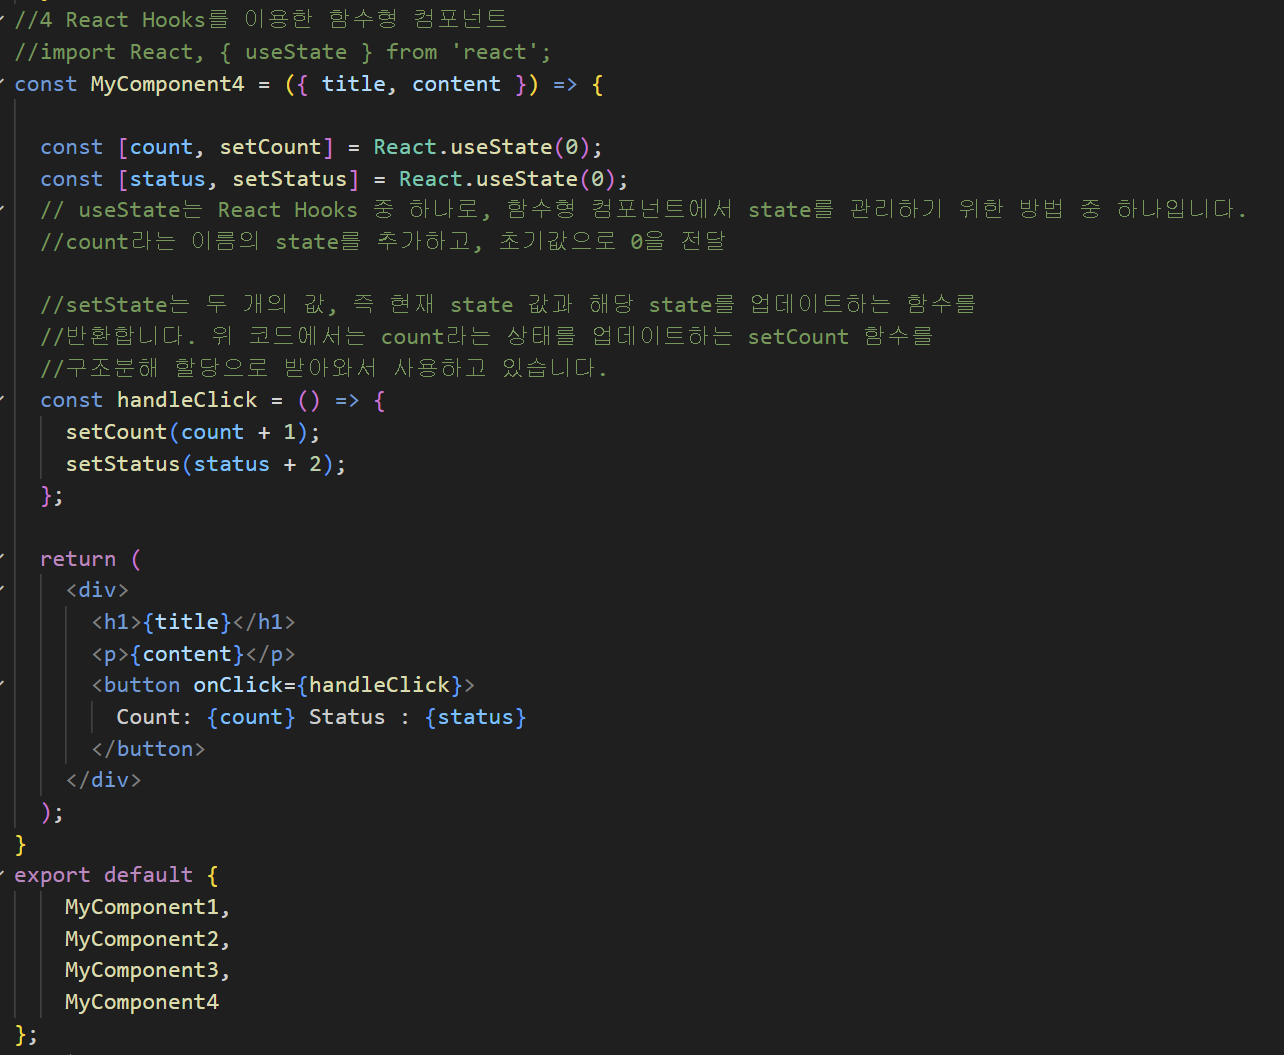 //4 React Hooks를 이용한 함수형 컴포넌트
//import React, { useState } from 'react';
const MyComponent4 = ({ title, content }) => {
const [count, setCount] = React.useState(0);
const [status, setStatus] = React.useState(0);
// useState는 React Hooks 중 하나로, 함수형 컴포넌트에서 state를 관리하기 위한 방법 중 하나입니다.
//count라는 이름의 state를 추가하고, 초기값으로 0을 전달
//setState는 두 개의 값, 즉 현재 state 값과 해당 state를 업데이트하는 함수를
//반환합니다. 위 코드에서는 count라는 상태를 업데이트하는 setCount 함수를
//구조분해 할당으로 받아와서 사용하고 있습니다.
const handleClick = () => {
setCount(count + 1);
setStatus(status + 2);
};
return (
<div>
<h1>{title}</h1>
<p>{content}</p>
<button onClick={handleClick}>
Count: {count} Status : {status}
</button>
</div>
);
}
export default {
MyComponent1,
MyComponent2,
MyComponent3,
MyComponent4
};